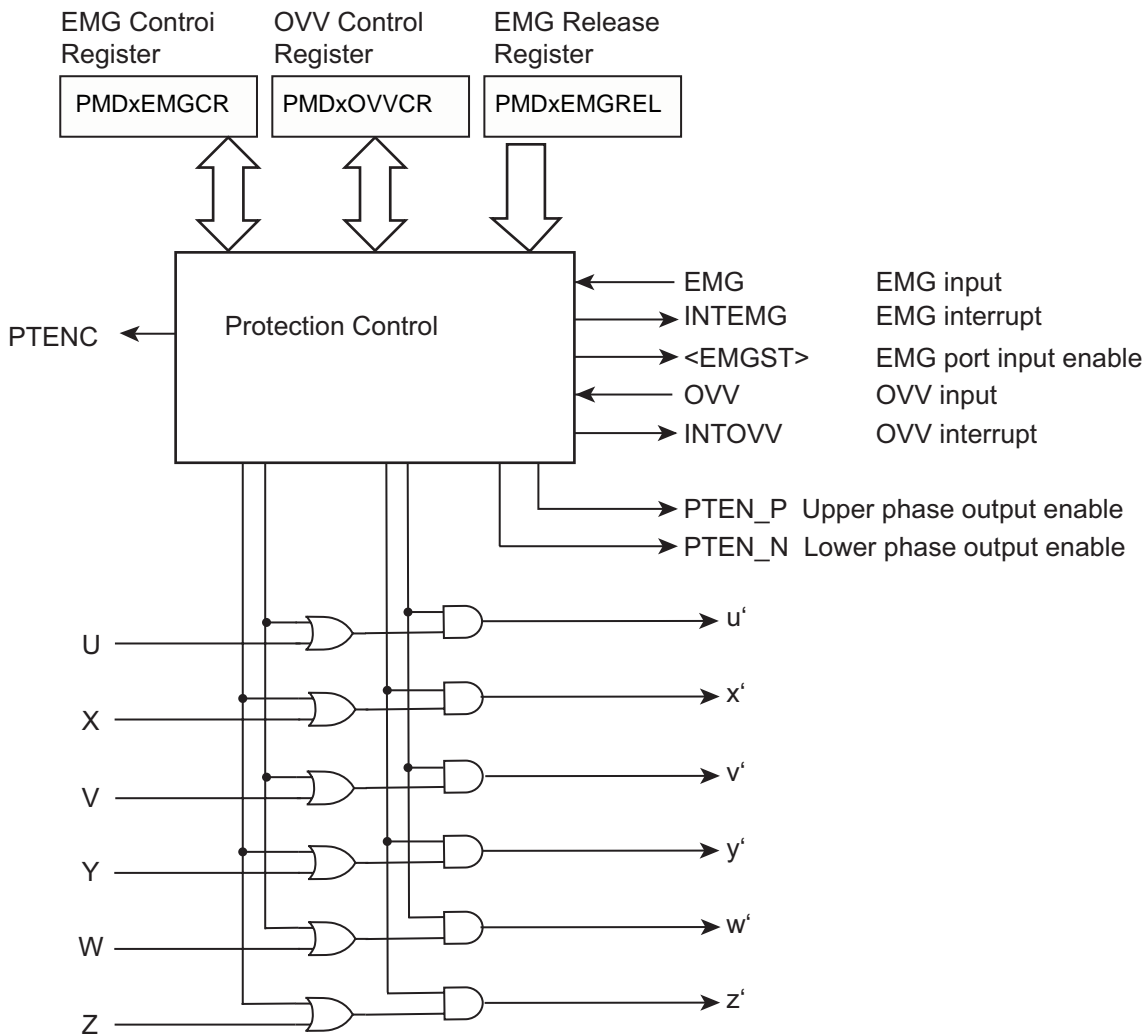 EMG Controi
Register
OVV Control
Register
EMG Release
Register
PMDxEMGCR
PMDxOVVCR
PMDxEMGREL
PTENC
Protection Control
EMG EMG input
INTEMG EMG interrupt
<EMGST> EMG port input enable
OVV OVV input
INTOVV OVV interrupt
PTEN_P Upper phase output enable
PTEN_N Lower phase output enable
U u‘
X x‘
V v‘
Y y‘
W w‘
Z z‘